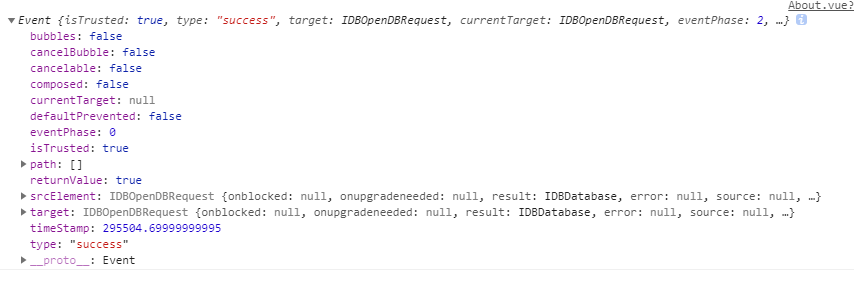 About.vue?
▼Event {isTrusted: true, type: "success", target: IDBOpenDBRequest, currentTarget: IDBOpenDBRequest, eventPhase: 2, …} i
bubbles: false
cancelBubble: false
cancelable: false
composed: false
currentTarget: null
defaultPrevented: false
eventPhase: 0
isTrusted: true
▶path: []
returnValue: true
▶srcElement: IDBOpenDBRequest {onblocked: null, onupgradeneeded: null, result: IDBDatabase, error: null, source: null, …}
▶target: IDBOpenDBRequest {onblocked: null, onupgradeneeded: null, result: IDBDatabase, error: null, source: null, …}
timeStamp: 295504.69999999995
type: "success"
▶__proto__: Event